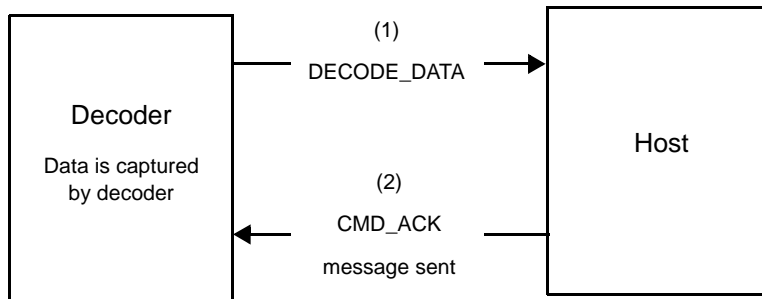 Decoder
Data is captured
by decoder
(1)
DECODE_DATA
(2)
CMD_ACK
message sent
Host